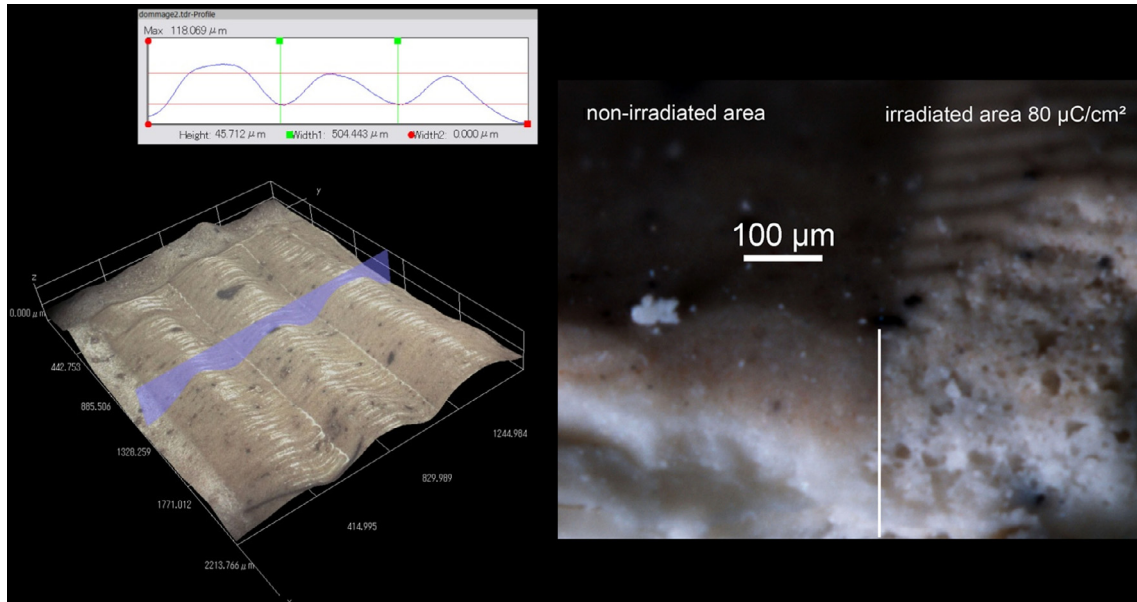 dommage2.tdr-Profile
Max 118.069 μm
Height: 45.712 μm Width1: 504.443 μm Width2: 0.000 μm
non-irradiated area
irradiated area 80 μC/cm²
100 μm
y
z
0.000 μm
442.753
885.506
1328.259
1771.012
2213.766 μm
414.995
829.989
1244.984
x